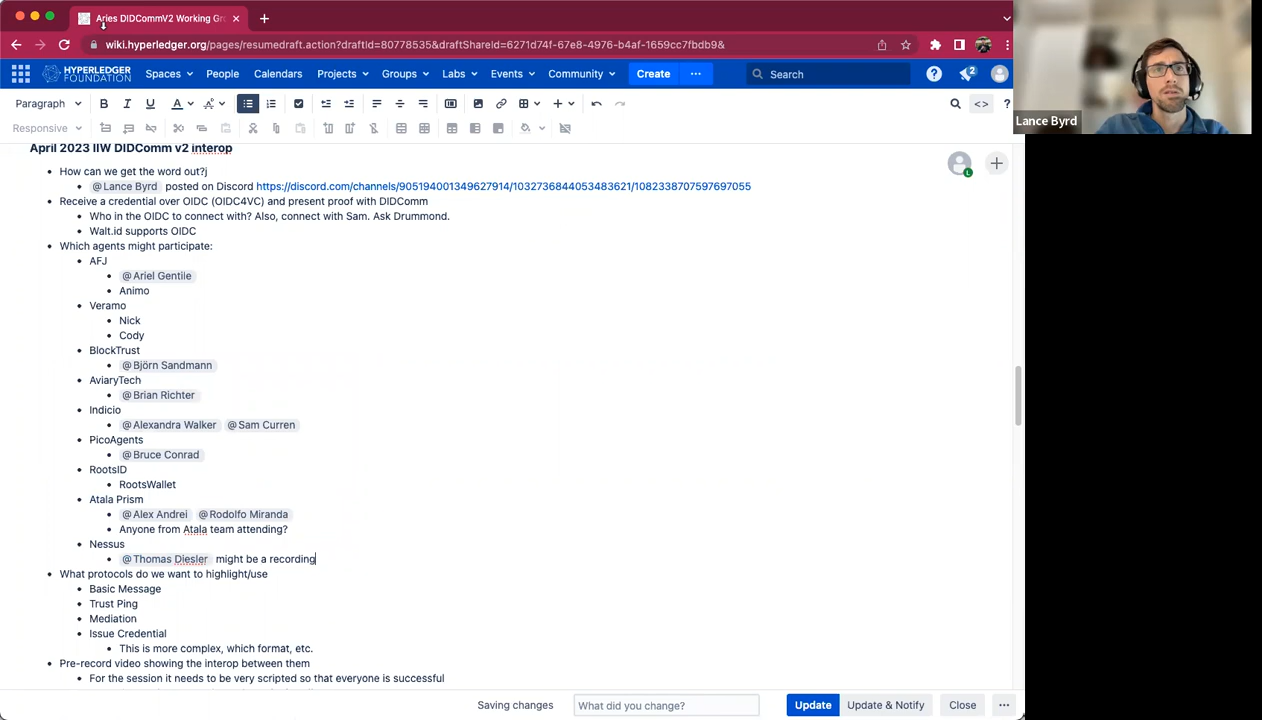 Aries DIDCommV2 Working Gr
wiki.hyperledger.org/pages/resumedraft.action?draftId=80778535&draftShareId=6271d74f-67e8-4976-b4af-1659cc7fbdb9&
HYPERLEDGER
FOUNDATION
Spaces People Calendars Projects Groups Labs Events Community Create ... Search 2
Paragraph B I U A <> ?
Responsive
Lance Byrd
April 2023 IIW DIDComm v2 interop
How can we get the word out?j
@Lance Byrd posted on Discord https://discord.com/channels/905194001349627914/1032736844053483621/1082338707597697055
Receive a credential over OIDC (OIDC4VC) and present proof with DIDComm
Who in the OIDC to connect with? Also, connect with Sam. Ask Drummond.
Walt.id supports OIDC
Which agents might participate:
AFJ
@Ariel Gentile
Animo
Veramo
Nick
Cody
BlockTrust
@Björn Sandmann
AviaryTech
@Brian Richter
Indicio
@Alexandra Walker @Sam Curren
PicoAgents
@Bruce Conrad
RootsID
RootsWallet
Atala Prism
@Alex Andrei @Rodolfo Miranda
Anyone from Atala team attending?
Nessus
@Thomas Diesler might be a recording
What protocols do we want to highlight/use
Basic Message
Trust Ping
Mediation
Issue Credential
This is more complex, which format, etc.
Pre-record video showing the interop between them
For the session it needs to be very scripted so that everyone is successful
Saving changes What did you change? Update Update & Notify Close ...